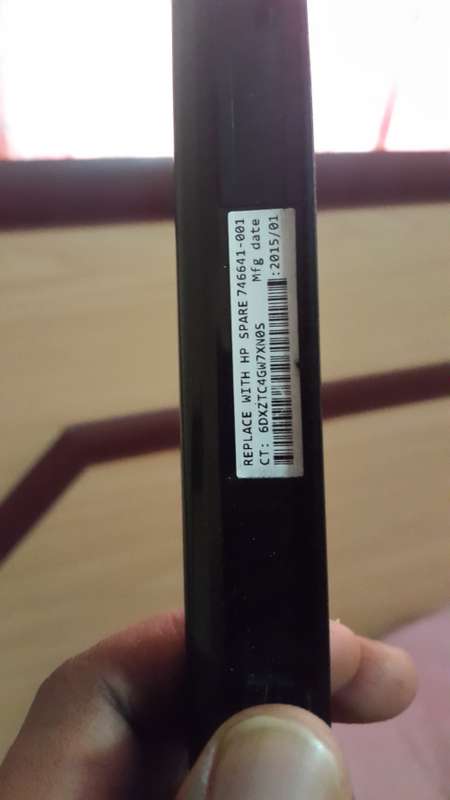 REPLACE WITH HP SPARE 746641-001
Mfg date
CT: 6DXZTC4GW7XN0S
:2015/01